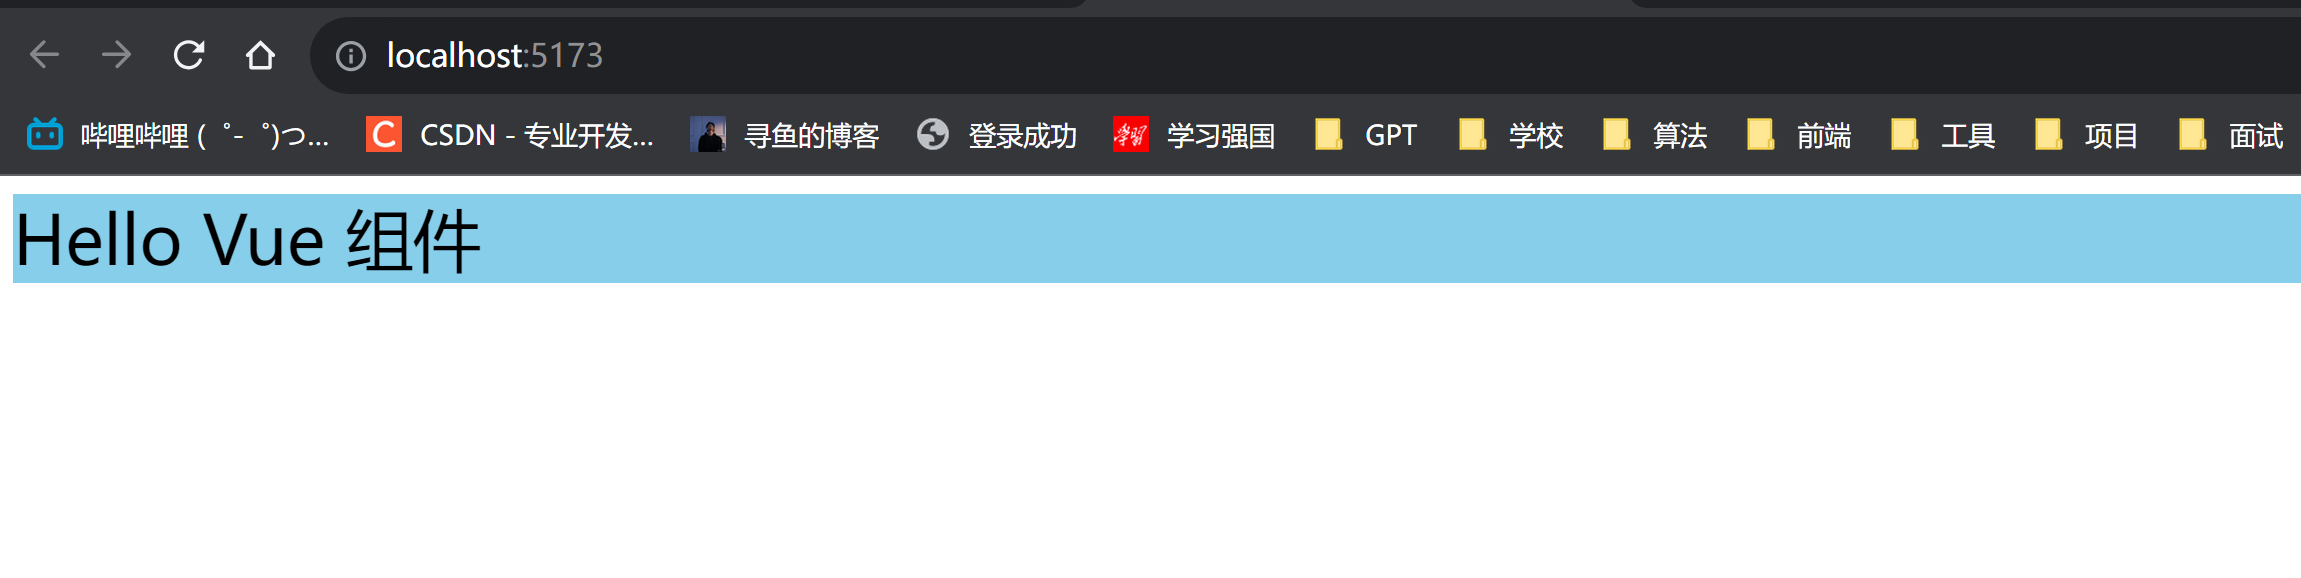 localhost:5173
哔哩哔哩 (゜-゜)つ... CSDN - 专业开发... 寻鱼的博客 登录成功 学习强国 GPT 学校 算法 前端 工具 项目 面试
Hello Vue 组件